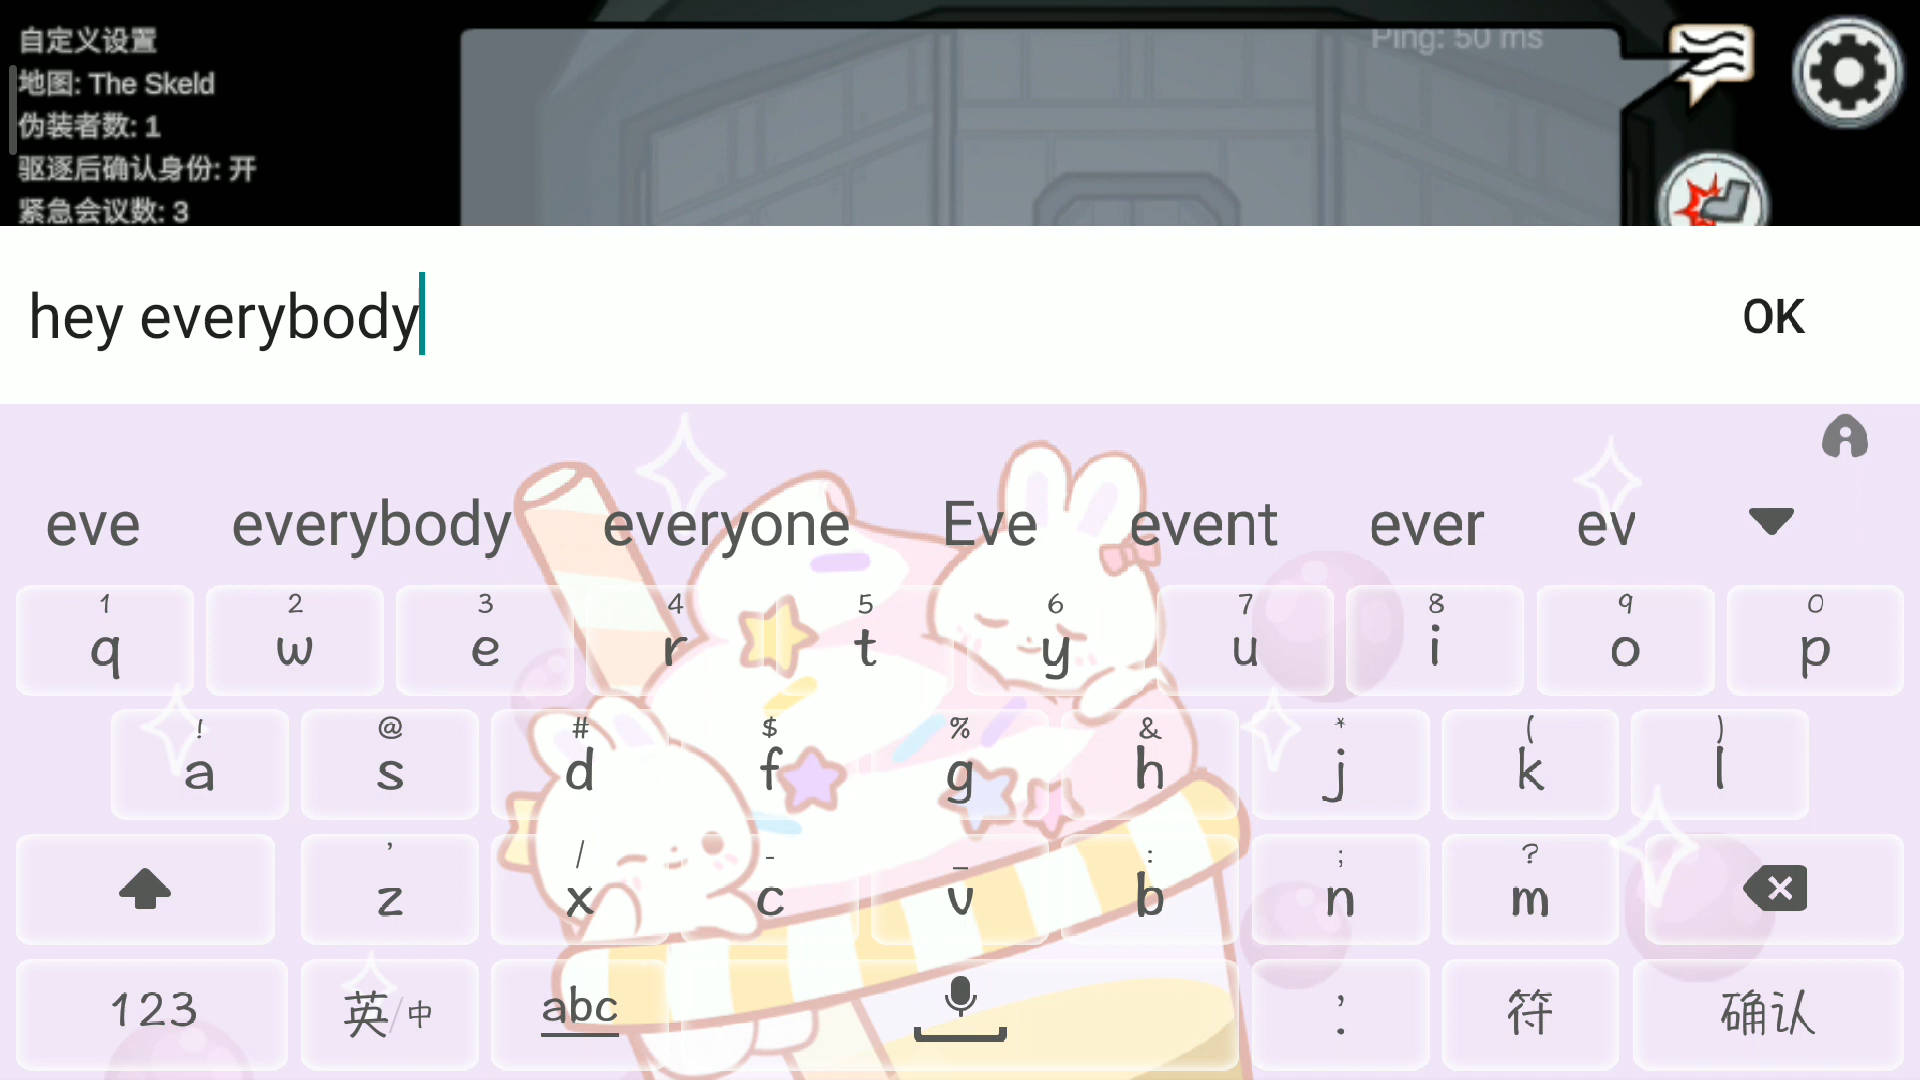 自定义设置
地图: The Skeld
伪装者数: 1
驱逐后确认身份: 开
紧急会议数: 3
Ping: 50 ms
hey everybody
OK
eve everybody everyone Eve event ever ev
1 2 3 4 5 6 7 8 9 0
q w e r t y u i o p
! @ # $ % & * ( )
a s d f g h j k l
' / - _ : ; ?
z x c v b n m
123 英/中 abc , . 符 确认